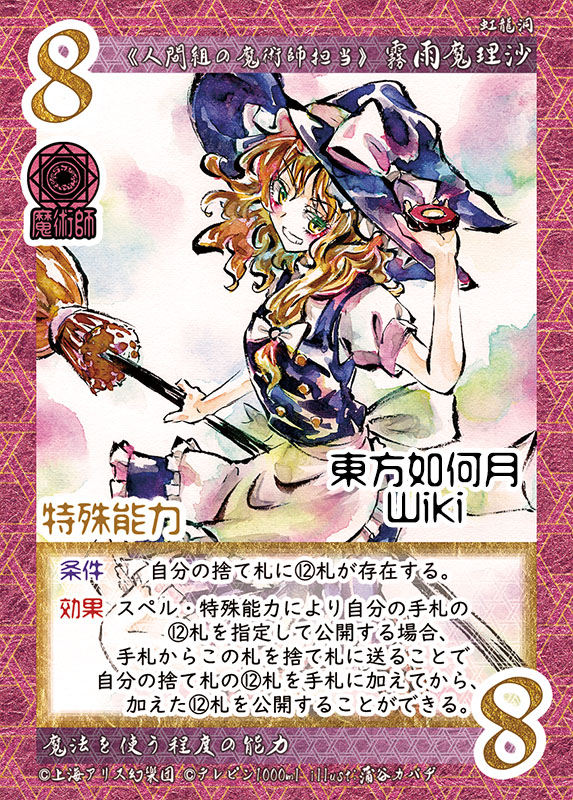 虹龍洞
8
《人間組の魔術師担当》 霧雨魔理沙
魔術師
東方如何月
Wiki
特殊能力
条件 自分の捨て札に⑫札が存在する。
効果 スペル・特殊能力により自分の手札の
⑫札を指定して公開する場合、
手札からこの札を捨て札に送ることで
自分の捨て札の⑫札を手札に加えてから、
加えた⑫札を公開することができる。
8
魔法を使う程度の能力
©上海アリス幻樂団 ©テレピン1000ml illust:蒲谷カバヂ